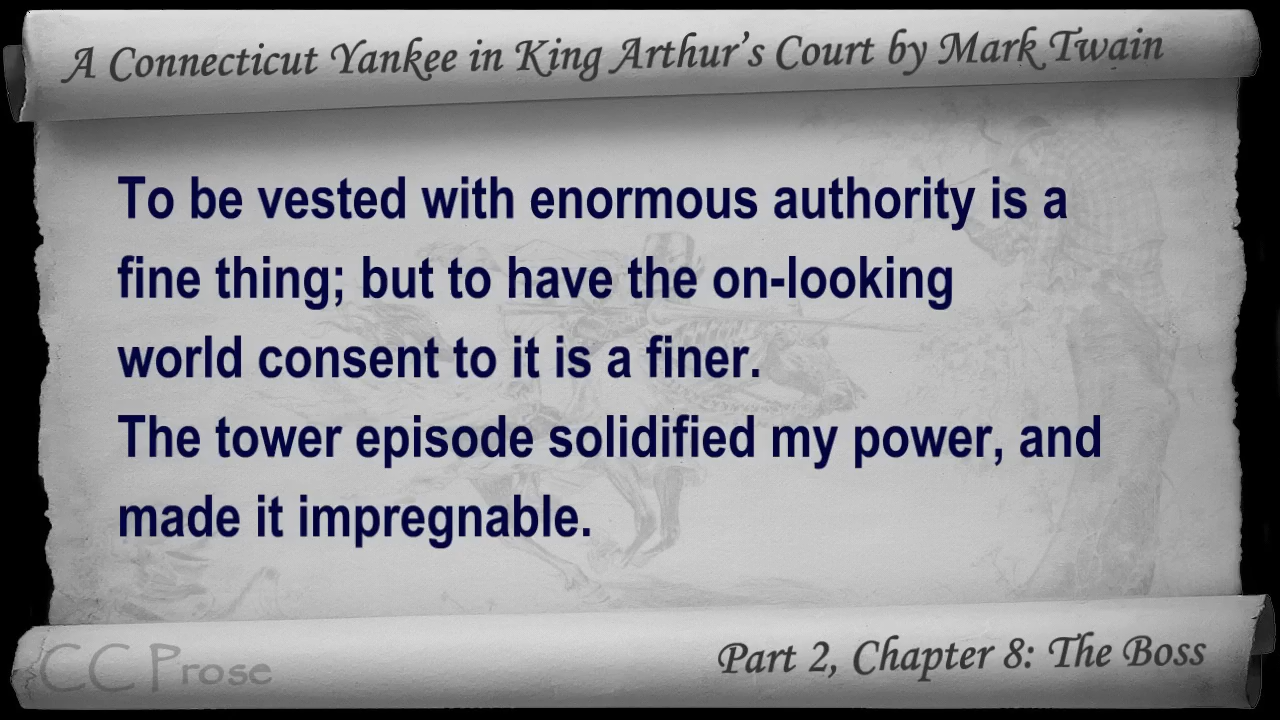 A Connecticut Yankee in King Arthur's Court by Mark Twain
To be vested with enormous authority is a
fine thing; but to have the on-looking
world consent to it is a finer.
The tower episode solidified my power, and
made it impregnable.
CC Prose
Part 2, Chapter 8: The Boss